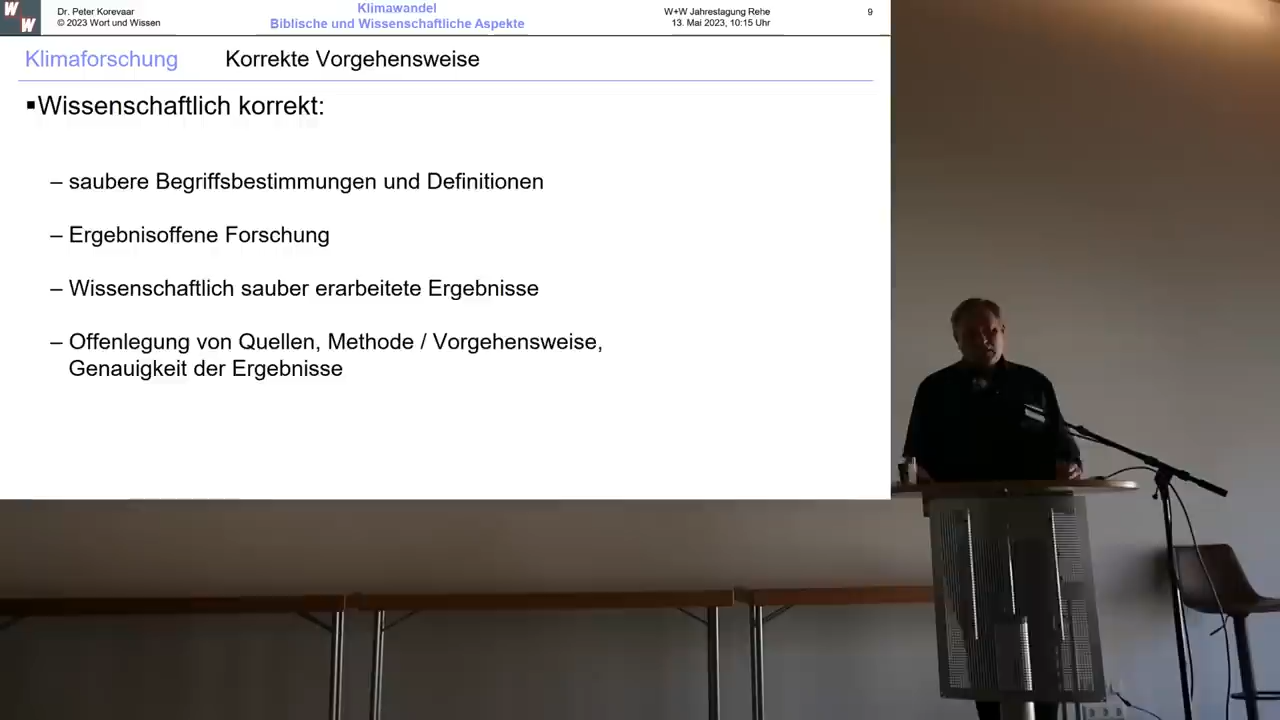 W+W
Dr. Peter Korevaar
© 2023 Wort und Wissen
Klimawandel
Biblische und Wissenschaftliche Aspekte
W+W Jahrestagung Rehe
13. Mai 2023, 10:15 Uhr
9
Klimaforschung Korrekte Vorgehensweise
▪Wissenschaftlich korrekt:
– saubere Begriffsbestimmungen und Definitionen
– Ergebnisoffene Forschung
– Wissenschaftlich sauber erarbeitete Ergebnisse
– Offenlegung von Quellen, Methode / Vorgehensweise,
Genauigkeit der Ergebnisse